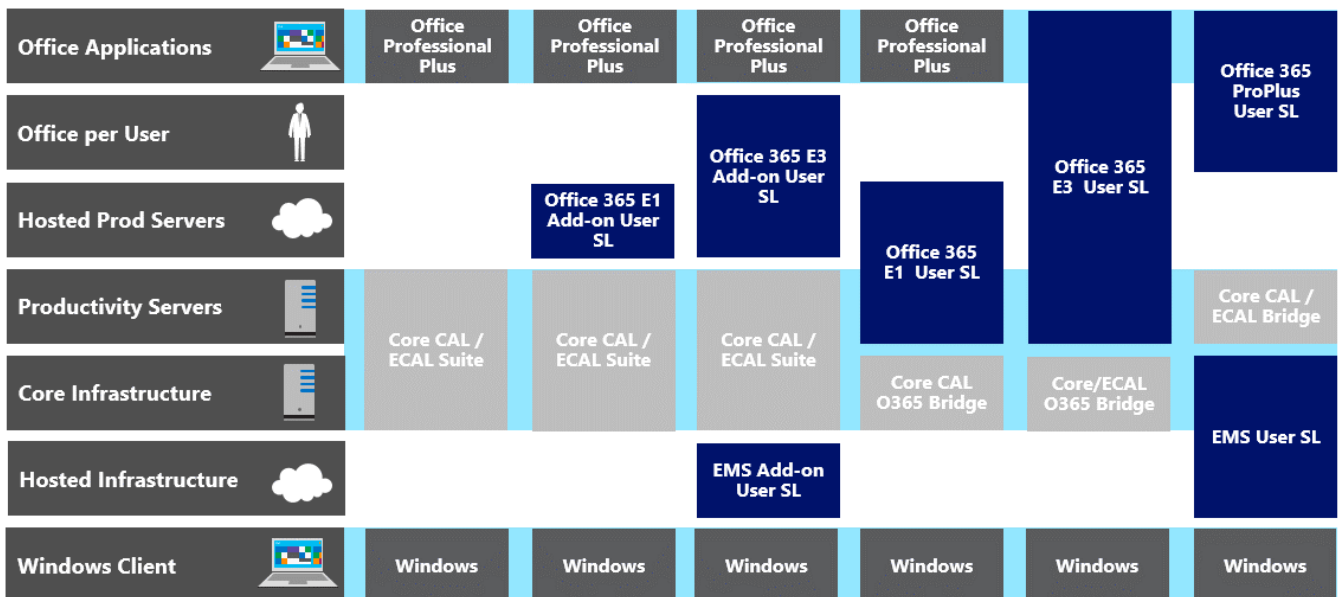 Office Applications
Office
Professional
Plus
Office
Professional
Plus
Office
Professional
Plus
Office
Professional
Plus
Office 365
ProPlus
User SL
Office per User
Office 365 E3
Add-on User
SL
Office 365
E3 User SL
Hosted Prod Servers
Office 365 E1
Add-on User
SL
Office 365
E1 User SL
Productivity Servers
Core CAL /
ECAL Suite
Core CAL /
ECAL Suite
Core CAL /
ECAL Suite
Core CAL /
ECAL Bridge
Core Infrastructure
Core CAL
O365 Bridge
Core/ECAL
O365 Bridge
EMS User SL
Hosted Infrastructure
EMS Add-on
User SL
Windows Client
Windows
Windows
Windows
Windows
Windows
Windows